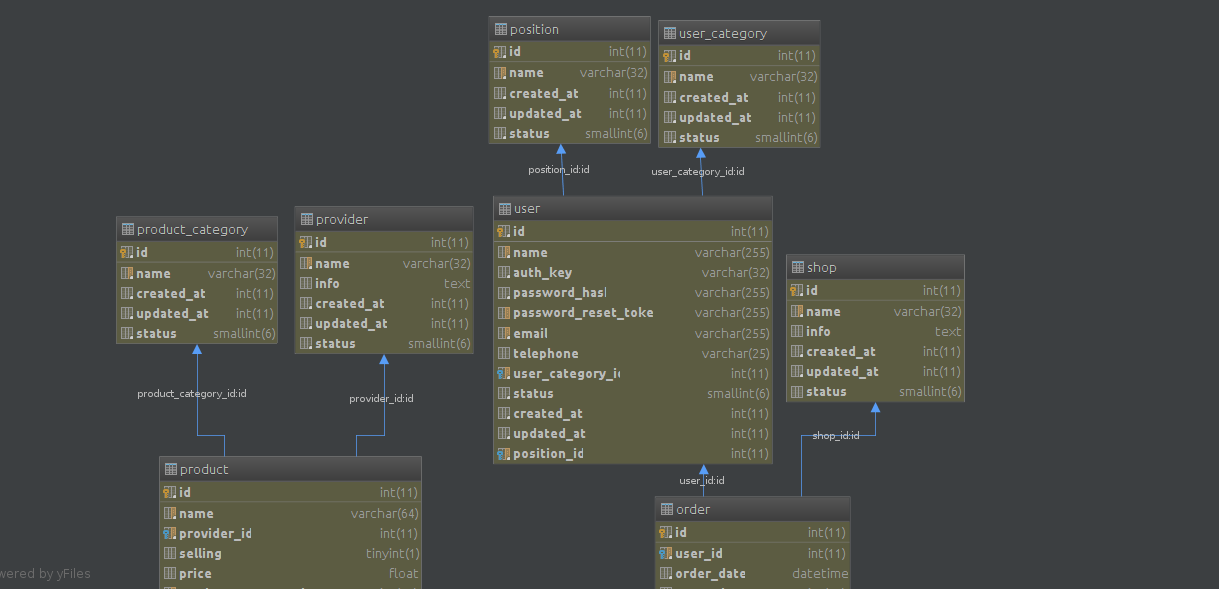 position
id int(11)
name varchar(32)
created_at int(11)
updated_at int(11)
status smallint(6)
user_category
id int(11)
name varchar(32)
created_at int(11)
updated_at int(11)
status smallint(6)
position_id:id
user_category_id:id
product_category
id int(11)
name varchar(32)
created_at int(11)
updated_at int(11)
status smallint(6)
provider
id int(11)
name varchar(32)
info text
created_at int(11)
updated_at int(11)
status smallint(6)
user
id int(11)
name varchar(255)
auth_key varchar(32)
password_hash varchar(255)
password_reset_toke varchar(255)
email varchar(255)
telephone varchar(25)
user_category_id int(11)
status smallint(6)
created_at int(11)
updated_at int(11)
position_id int(11)
shop
id int(11)
name varchar(32)
info text
created_at int(11)
updated_at int(11)
status smallint(6)
product_category_id:id
provider_id:id
shop_id:id
user_id:id
product
id int(11)
name varchar(64)
provider_id int(11)
selling tinyint(1)
price float
order
id int(11)
user_id int(11)
order_date datetime
wered by yFiles